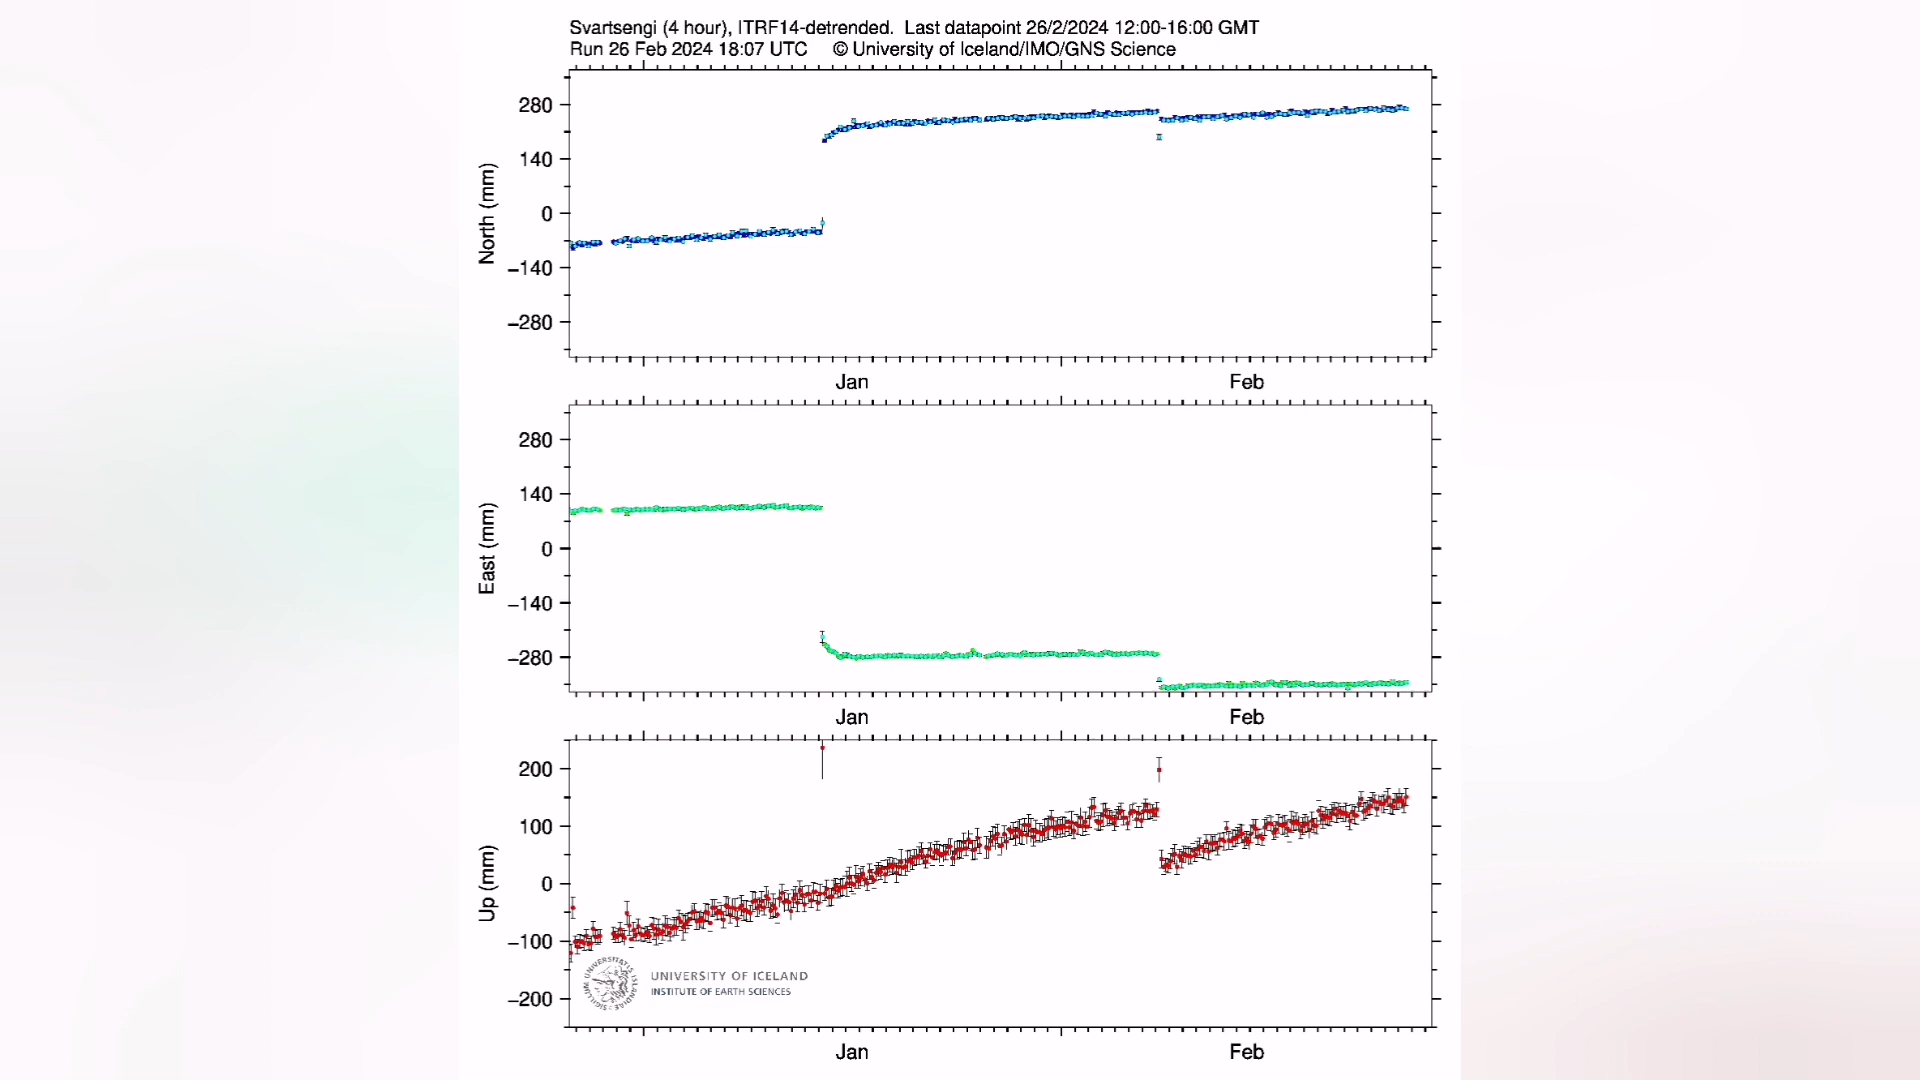 Svartsengi (4 hour), ITRF14-detrended. Last datapoint 26/2/2024 12:00-16:00 GMT
Run 26 Feb 2024 18:07 UTC © University of Iceland/IMO/GNS Science
280
140
0
−140
−280
North (mm)
Jan Feb
280
140
0
−140
−280
East (mm)
Jan Feb
200
100
0
−100
−200
Up (mm)
UNIVERSITY OF ICELAND
INSTITUTE OF EARTH SCIENCES
Jan Feb